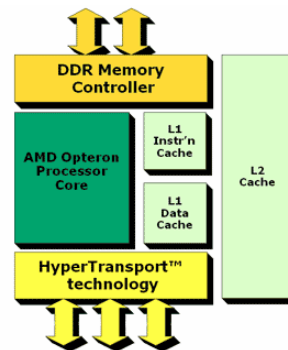 DDR Memory
Controller
AMD Opteron
Processor
Core
L1
Instr'n
Cache
L1
Data
Cache
L2
Cache
HyperTransport™
technology